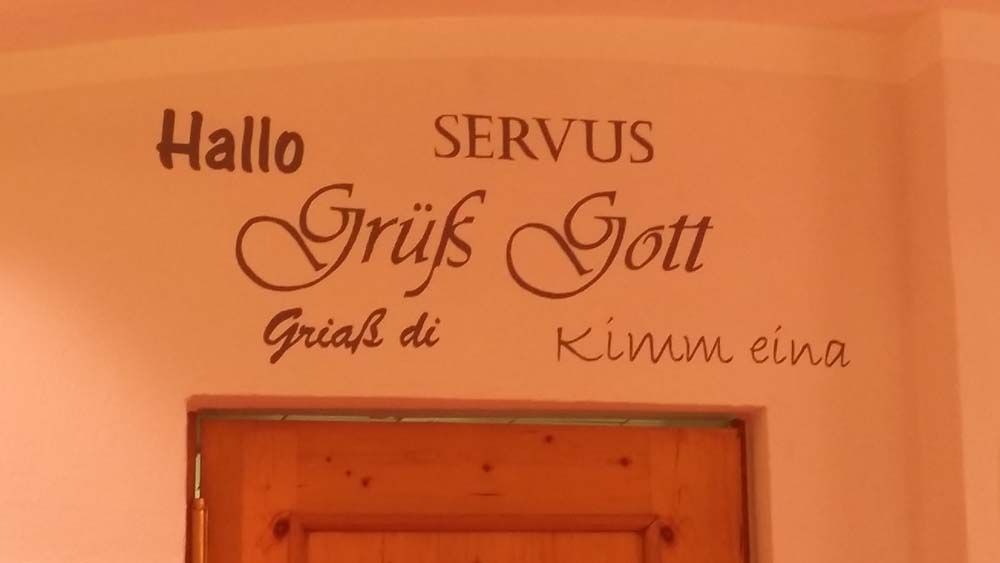 Hallo SERVUS
Grüß Gott
Griaß di Kimm eina